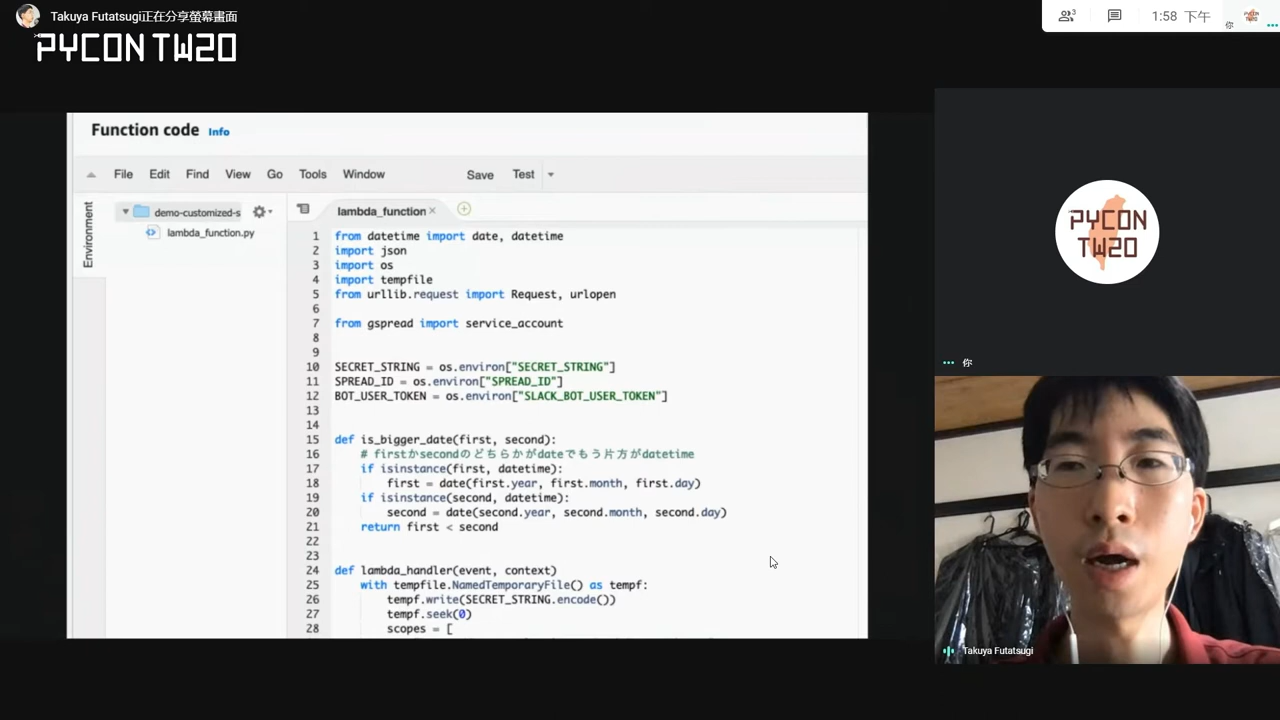 Takuya Futatsugi正在分享螢幕畫面
PYCON TW20
3
1:58 下午
你
Function code Info
File Edit Find View Go Tools Window Save Test
Environment
demo-customized-s
lambda_function.py
lambda_function
1 from datetime import date, datetime
2 import json
3 import os
4 import tempfile
5 from urllib.request import Request, urlopen
6
7 from gspread import service_account
8
9
10 SECRET_STRING = os.environ["SECRET_STRING"]
11 SPREAD_ID = os.environ["SPREAD_ID"]
12 BOT_USER_TOKEN = os.environ["SLACK_BOT_USER_TOKEN"]
13
14
15 def is_bigger_date(first, second):
16 # firstかsecondのどちらかがdateでもう片方がdatetime
17 if isinstance(first, datetime):
18 first = date(first.year, first.month, first.day)
19 if isinstance(second, datetime):
20 second = date(second.year, second.month, second.day)
21 return first < second
22
23
24 def lambda_handler(event, context)
25 with tempfile.NamedTemporaryFile() as tempf:
26 tempf.write(SECRET_STRING.encode())
27 tempf.seek(0)
28 scopes = [
PYCON
TW20
你
Takuya Futatsugi